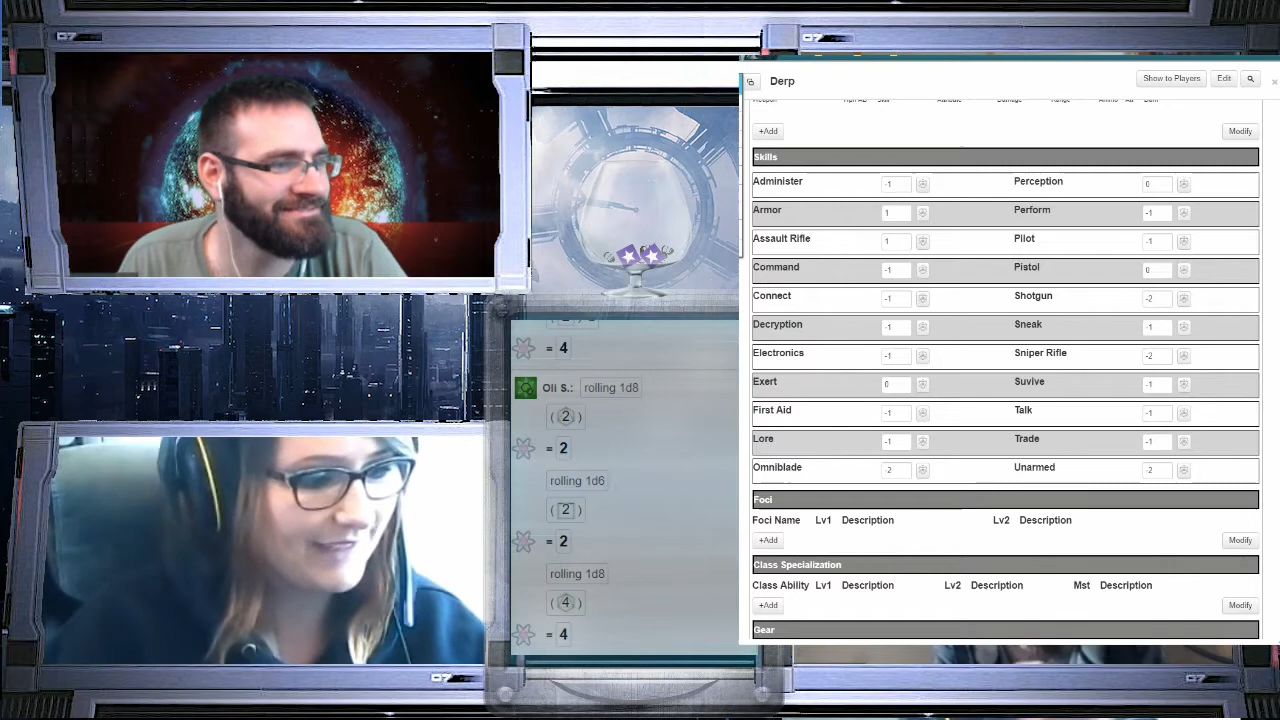 07
07
Derp
Show to Players
Edit
+Add
Modify
Skills
Administer -1 Perception 0
Armor 1 Perform -1
Assault Rifle 1 Pilot -1
Command -1 Pistol 0
Connect -1 Shotgun -2
Decryption -1 Sneak -1
Electronics -1 Sniper Rifle -2
Exert 0 Suvive -1
First Aid -1 Talk -1
Lore -1 Trade -1
Omniblade -2 Unarmed -2
Foci
Foci Name Lv1 Description Lv2 Description
+Add Modify
Class Specialization
Class Ability Lv1 Description Lv2 Description Mst Description
+Add Modify
Gear
= 4
Oli S.: rolling 1d8
(2)
= 2
rolling 1d6
(2)
= 2
rolling 1d8
(4)
= 4
07
07